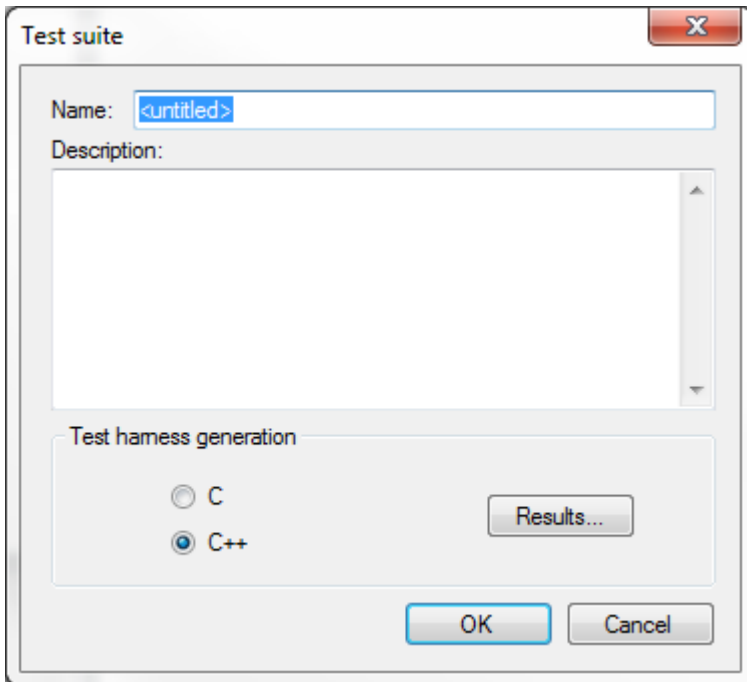 Test suite
Name: <untitled>
Description:
Test harness generation
C
Results...
C++
OK Cancel